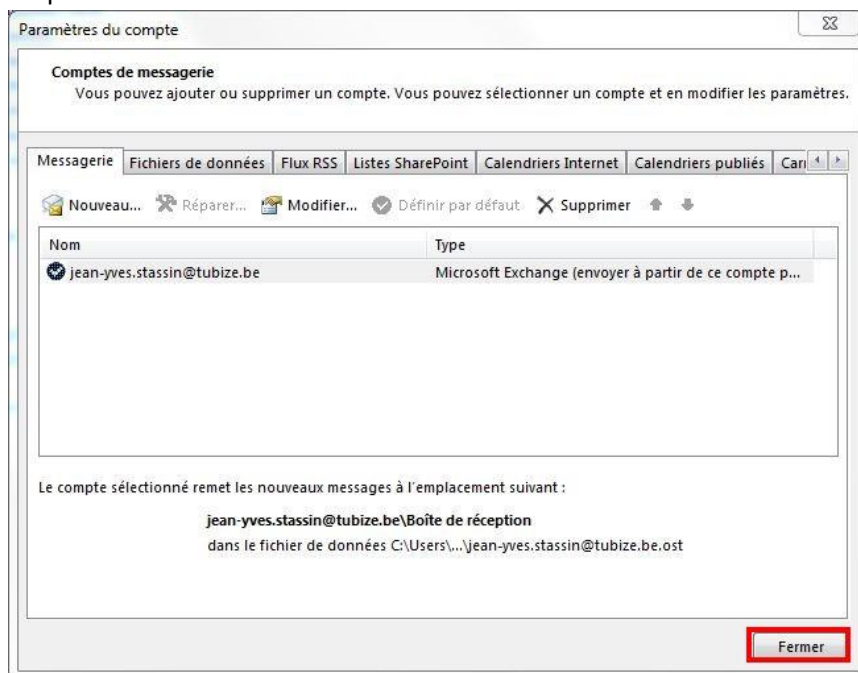 Paramètres du compte
Comptes de messagerie
Vous pouvez ajouter ou supprimer un compte. Vous pouvez sélectionner un compte et en modifier les paramètres.
Messagerie Fichiers de données Flux RSS Listes SharePoint Calendriers Internet Calendriers publiés
Nouveau... Réparer... Modifier... Définir par défaut Supprimer
Nom Type
jean-yves.stassin@tubize.be Microsoft Exchange (envoyer à partir de ce compte p...
Le compte sélectionné remet les nouveaux messages à l'emplacement suivant :
jean-yves.stassin@tubize.be\Boîte de réception
dans le fichier de données C:\Users\...\jean-yves.stassin@tubize.be.ost
Fermer